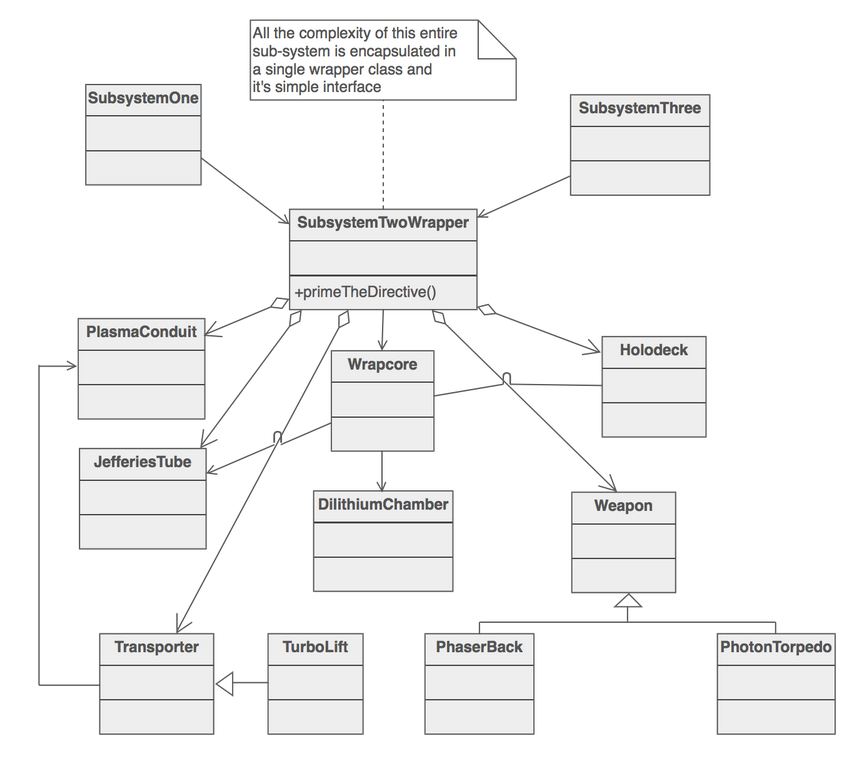 All the complexity of this entire
sub-system is encapsulated in
a single wrapper class and
it's simple interface
SubsystemOne
SubsystemThree
SubsystemTwoWrapper
+primeTheDirective()
PlasmaConduit
Wrapcore
Holodeck
JefferiesTube
DilithiumChamber
Weapon
Transporter
TurboLift
PhaserBack
PhotonTorpedo